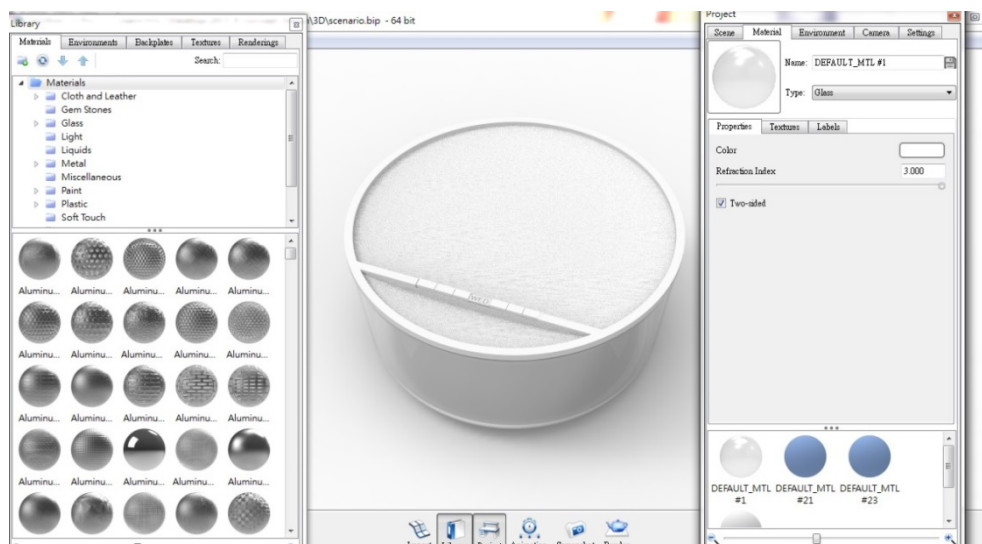 \3D\scenario.bip - 64 bit
Library
Materials Environments Backplates Textures Renderings
Search:
Materials
Cloth and Leather
Gem Stones
Glass
Light
Liquids
Metal
Miscellaneous
Paint
Plastic
Soft Touch
Aluminu... Aluminu... Aluminu... Aluminu... Aluminu...
Aluminu... Aluminu... Aluminu... Aluminu... Aluminu...
Aluminu... Aluminu... Aluminu... Aluminu... Aluminu...
Aluminu... Aluminu... Aluminu... Aluminu... Aluminu...
Project
Scene Material Environment Camera Settings
Name: DEFAULT_MTL #1
Type: Glass
Properties Textures Labels
Color
Refraction Index 3.000
Two-sided
DEFAULT_MTL #1 DEFAULT_MTL #21 DEFAULT_MTL #23